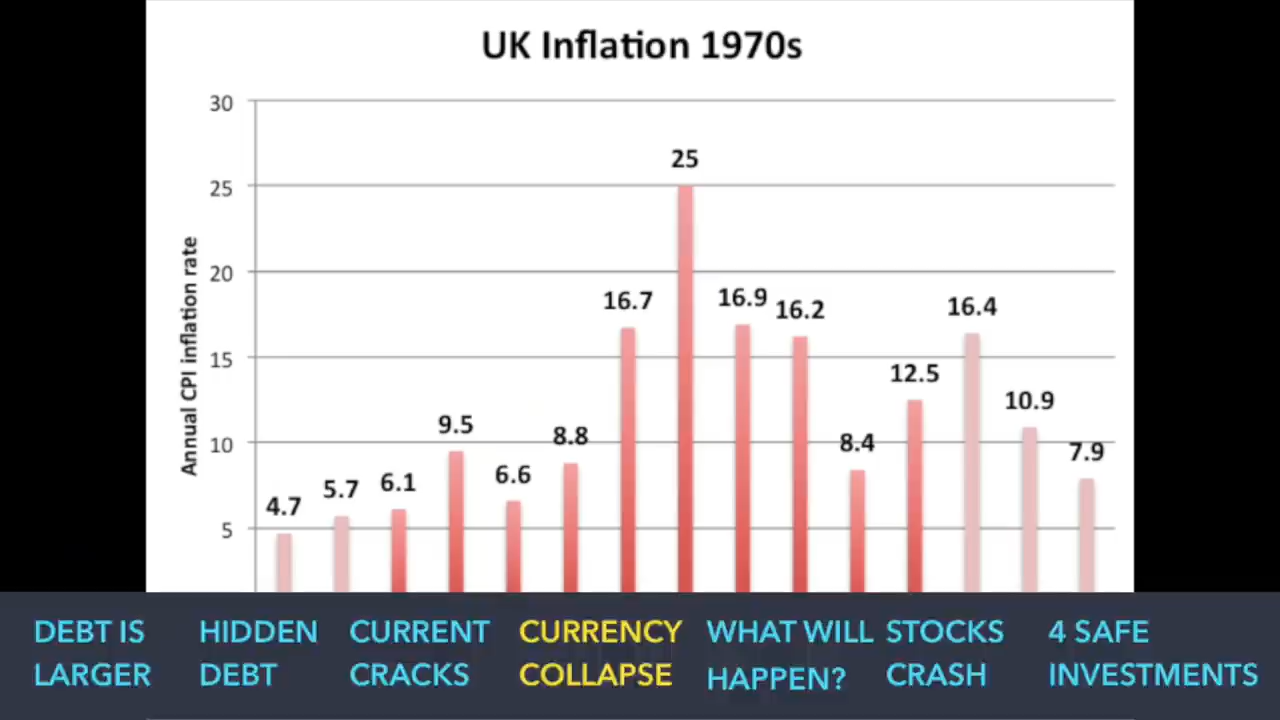 UK Inflation 1970s
Annual CPI inflation rate
30
25
20
15
10
5
4.7
5.7
6.1
9.5
6.6
8.8
16.7
25
16.9
16.2
8.4
12.5
16.4
10.9
7.9
DEBT IS
LARGER
HIDDEN
DEBT
CURRENT
CRACKS
CURRENCY
COLLAPSE
WHAT WILL
HAPPEN?
STOCKS
CRASH
4 SAFE
INVESTMENTS